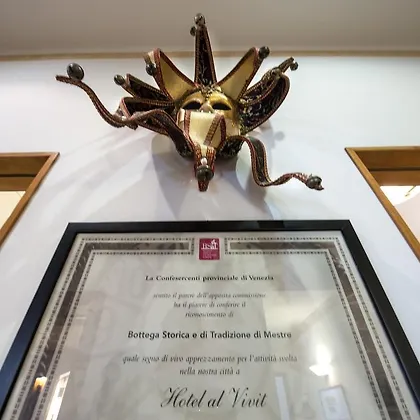 La Confesercenti provinciale di Venezia
sentito il parere dell'apposita commissione
ha il piacere di conferire il
riconoscimento di
Bottega Storica e di Tradizione di Mestre
quale segno di vivo apprezzamento per l'attività svolta
nella nostra città a
Hotel al Vivit